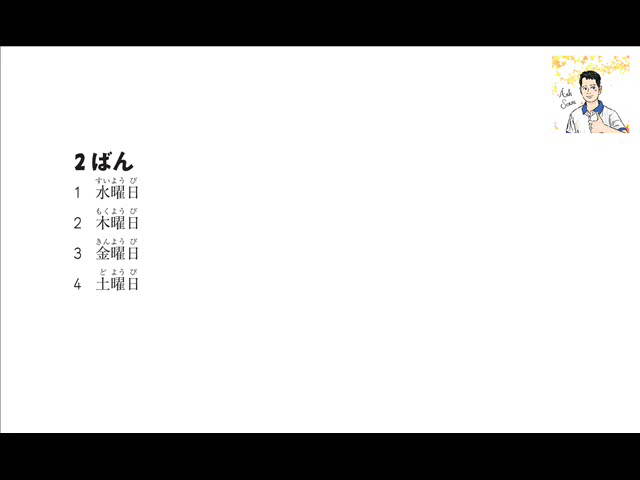 2ばん
1 水曜日
すいようび
2 木曜日
もくようび
3 金曜日
きんようび
4 土曜日
どようび